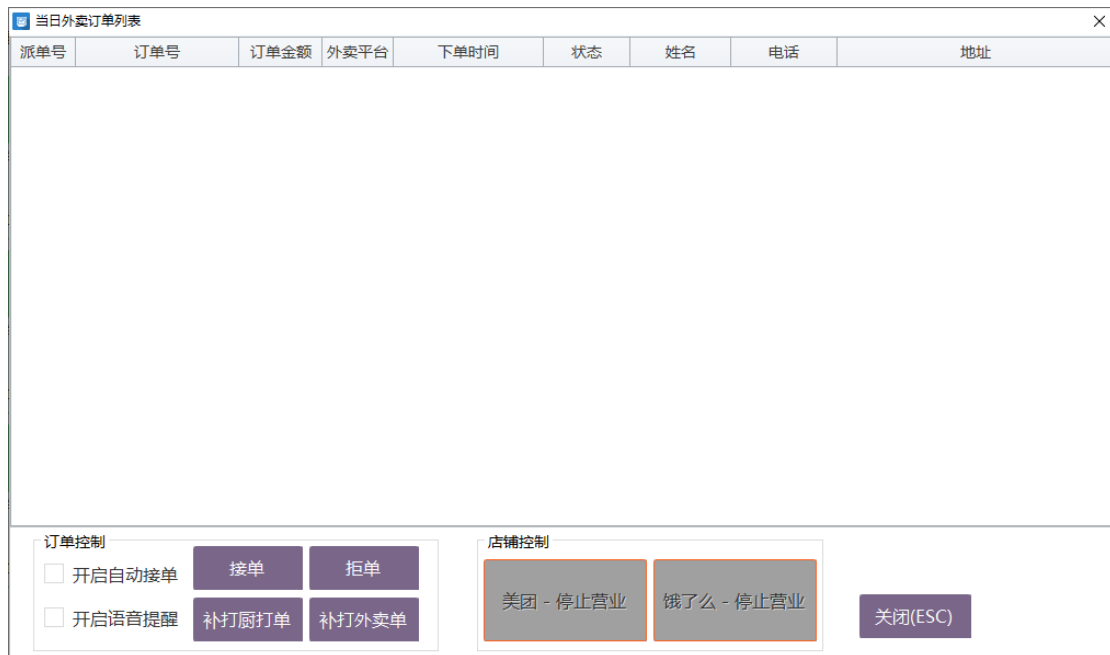 当日外卖订单列表
派单号 订单号 订单金额 外卖平台 下单时间 状态 姓名 电话 地址
订单控制
开启自动接单 接单 拒单
开启语音提醒 补打厨打单 补打外卖单
店铺控制
美团 - 停止营业 饿了么 - 停止营业
关闭(ESC)